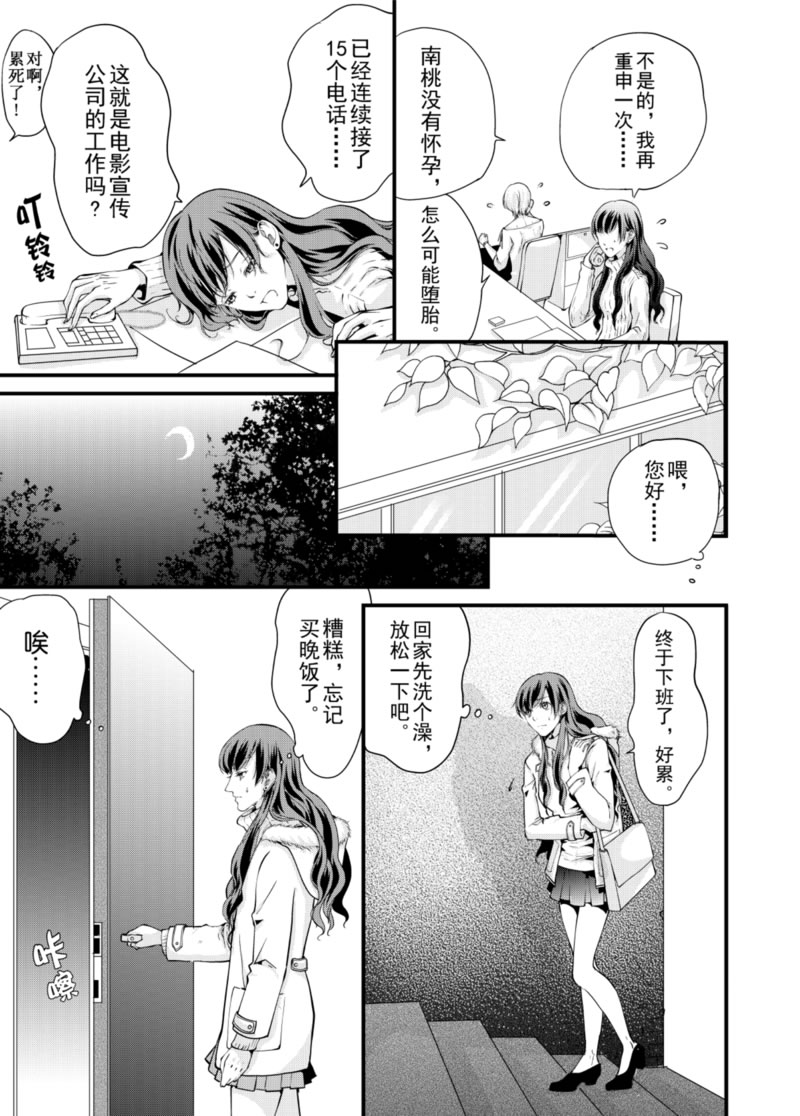 不是的，我再
重申一次……
南桃没有怀孕，
怎么可能堕胎。
已经连续接了
15个电话……
这就是电影宣传
公司的工作吗？
对啊，
累死了！
叮铃铃
喂，
您好……
终于下班了，好累。
回家先洗个澡，
放松一下吧。
糟糕，忘记
买晚饭了。
唉……
咔嚓